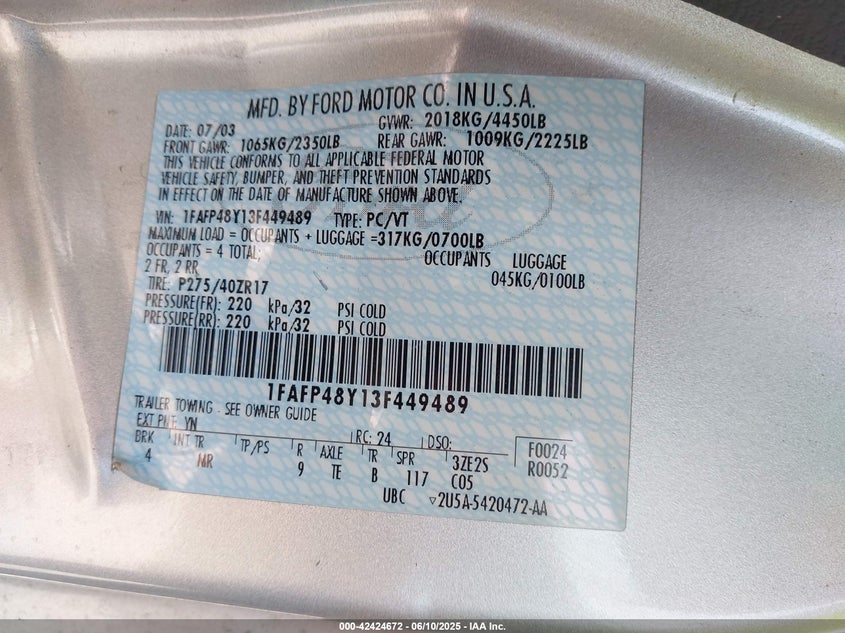 MFD. BY FORD MOTOR CO. IN U.S.A.
DATE: 07/03 GVWR: 2018KG/4450LB
FRONT GAWR: 1065KG/2350LB REAR GAWR: 1009KG/2225LB
THIS VEHICLE CONFORMS TO ALL APPLICABLE FEDERAL MOTOR
VEHICLE SAFETY, BUMPER, AND THEFT PREVENTION STANDARDS
IN EFFECT ON THE DATE OF MANUFACTURE SHOWN ABOVE.
VIN: 1FAFP48Y13F449489 TYPE: PC/VT
MAXIMUM LOAD = OCCUPANTS + LUGGAGE =317KG/0700LB
OCCUPANTS = 4 TOTAL; OCCUPANTS LUGGAGE
2 FR, 2 RR 045KG/0100LB
TIRE: P275/40ZR17
PRESSURE(FR): 220 kPa/32 PSI COLD
PRESSURE(RR): 220 kPa/32 PSI COLD
1FAFP48Y13F449489
TRAILER TOWING - SEE OWNER GUIDE
EXT PNT: YN RC: 24 DSO: F0024
BRK INT TR TP/PS R AXLE TR SPR 3ZE2S R0052
4 MR 9 TE B 117 C05
UBC ▽2U5A-5420472-AA
000-42424672 - 06/10/2025 - IAA Inc.